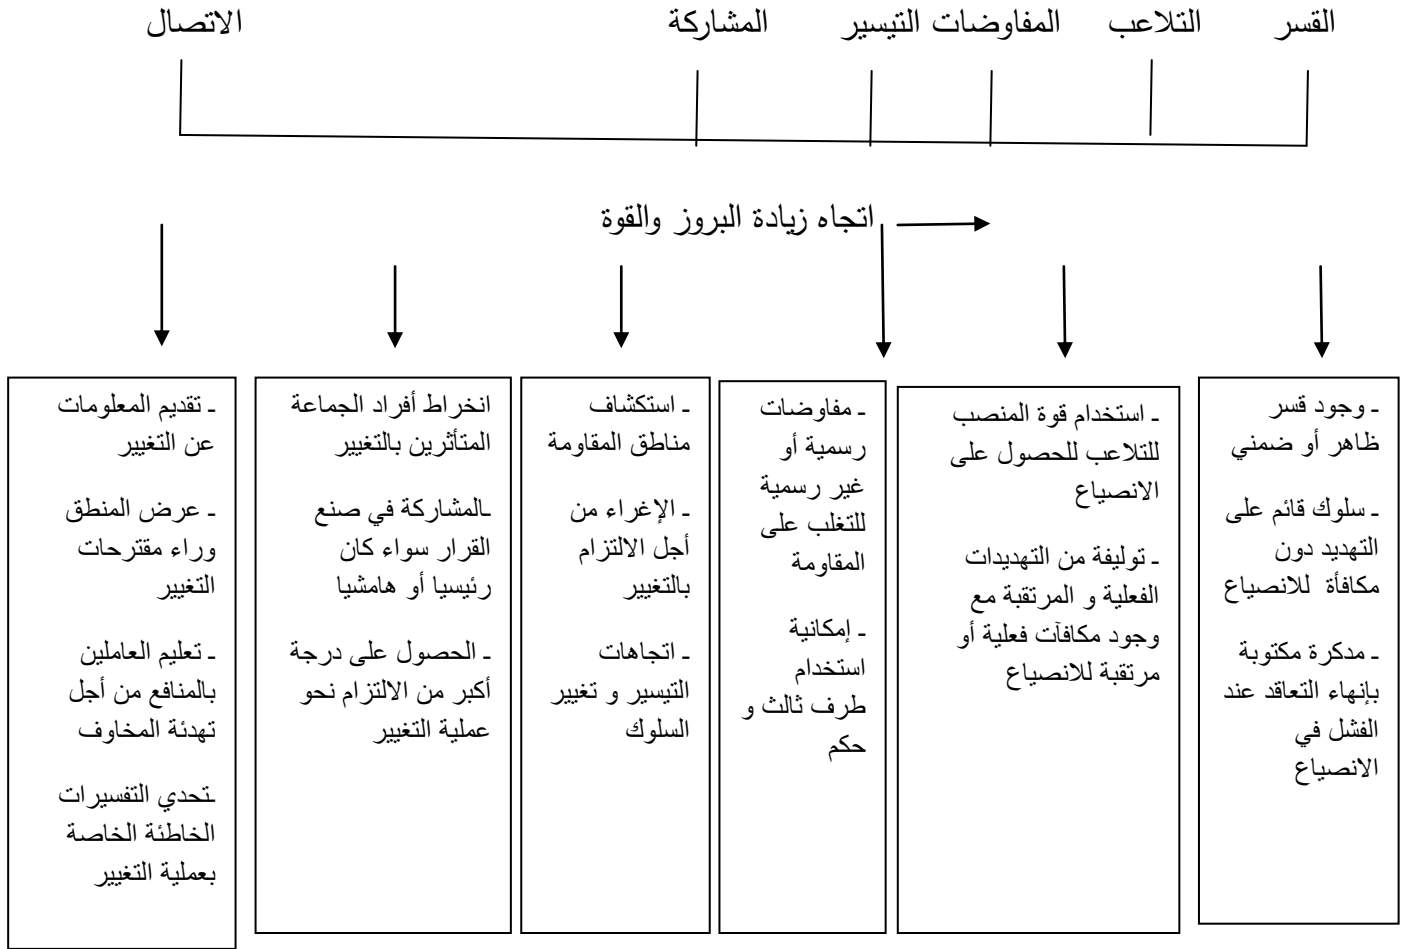 القسر
التلاعب
المفاوضات
التيسير
المشاركة
الاتصال
اتجاه زيادة البروز والقوة
ـ وجود قسر
ظاهر أو ضمني
ـ سلوك قائم على
التهديد دون
مكافأة للانصياع
ـ مدكرة مكتوبة
بإنهاء التعاقد عند
الفشل في
الانصياع
ـ استخدام قوة المنصب
للتلاعب للحصول على
الانصياع
ـ توليفة من التهديدات
الفعلية و المرتقبة مع
وجود مكافآت فعلية أو
مرتقبة للانصياع
ـ مفاوضات
رسمية أو
غير رسمية
للتغلب على
المقاومة
ـ إمكانية
استخدام
طرف ثالث و
حكم
ـ استكشاف
مناطق المقاومة
ـ الإغراء من
أجل الالتزام
بالتغيير
ـ اتجاهات
التيسير و تغيير
السلوك
انخراط أفراد الجماعة
المتأثرين بالتغيير
ـالمشاركة في صنع
القرار سواء كان
رئيسيا أو هامشيا
ـ الحصول على درجة
أكبر من الالتزام نحو
عملية التغيير
ـ تقديم المعلومات
عن التغيير
ـ عرض المنطق
وراء مقترحات
التغيير
ـ تعليم العاملين
بالمنافع من أجل
تهدئة المخاوف
ـتحدي التفسيرات
الخاطئة الخاصة
بعملية التغيير